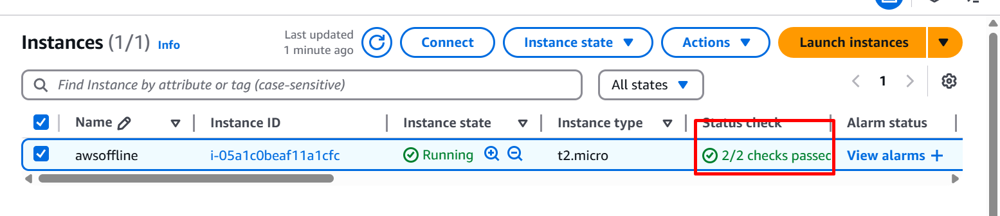 Instances (1/1) Info
Last updated
1 minute ago
Connect
Instance state
Actions
Launch instances
Find Instance by attribute or tag (case-sensitive)
All states
1
Name Instance ID Instance state Instance type Status check Alarm status
awsoffline i-05a1c0beaf11a1cfc Running t2.micro 2/2 checks passed View alarms +